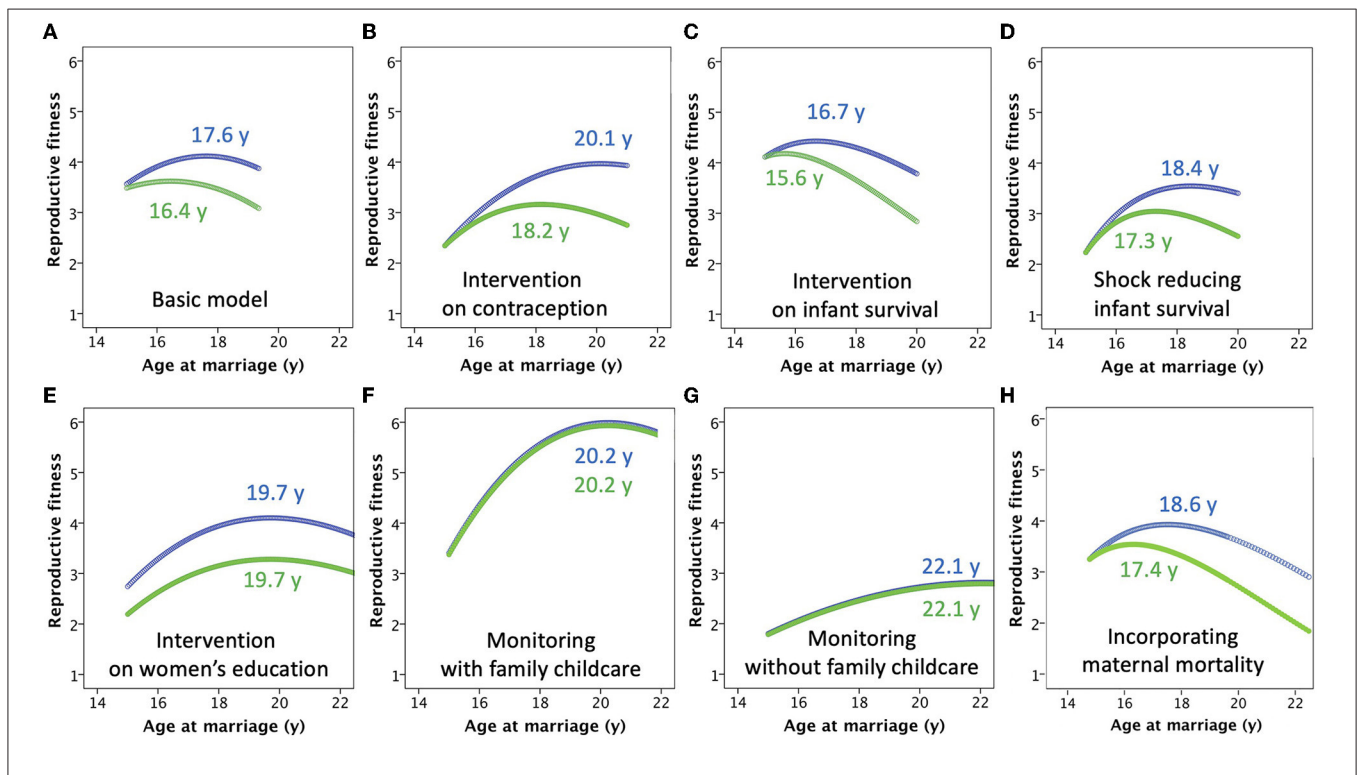 A
Reproductive fitness
6
5
4
3
2
1
17.6 y
16.4 y
Basic model
14 16 18 20 22
Age at marriage (y)
B
Reproductive fitness
6
5
4
3
2
1
20.1 y
18.2 y
Intervention
on contraception
14 16 18 20 22
Age at marriage (y)
C
Reproductive fitness
6
5
4
3
2
1
16.7 y
15.6 y
Intervention
on infant survival
14 16 18 20 22
Age at marriage (y)
D
Reproductive fitness
6
5
4
3
2
1
18.4 y
17.3 y
Shock reducing
infant survival
14 16 18 20 22
Age at marriage (y)
E
Reproductive fitness
6
5
4
3
2
1
19.7 y
19.7 y
Intervention
on women's education
14 16 18 20 22
Age at marriage (y)
F
Reproductive fitness
6
5
4
3
2
1
20.2 y
20.2 y
Monitoring
with family childcare
14 16 18 20 22
Age at marriage (y)
G
Reproductive fitness
6
5
4
3
2
1
22.1 y
22.1 y
Monitoring
without family childcare
14 16 18 20 22
Age at marriage (y)
H
Reproductive fitness
6
5
4
3
2
1
18.6 y
17.4 y
Incorporating
maternal mortality
14 16 18 20 22
Age at marriage (y)